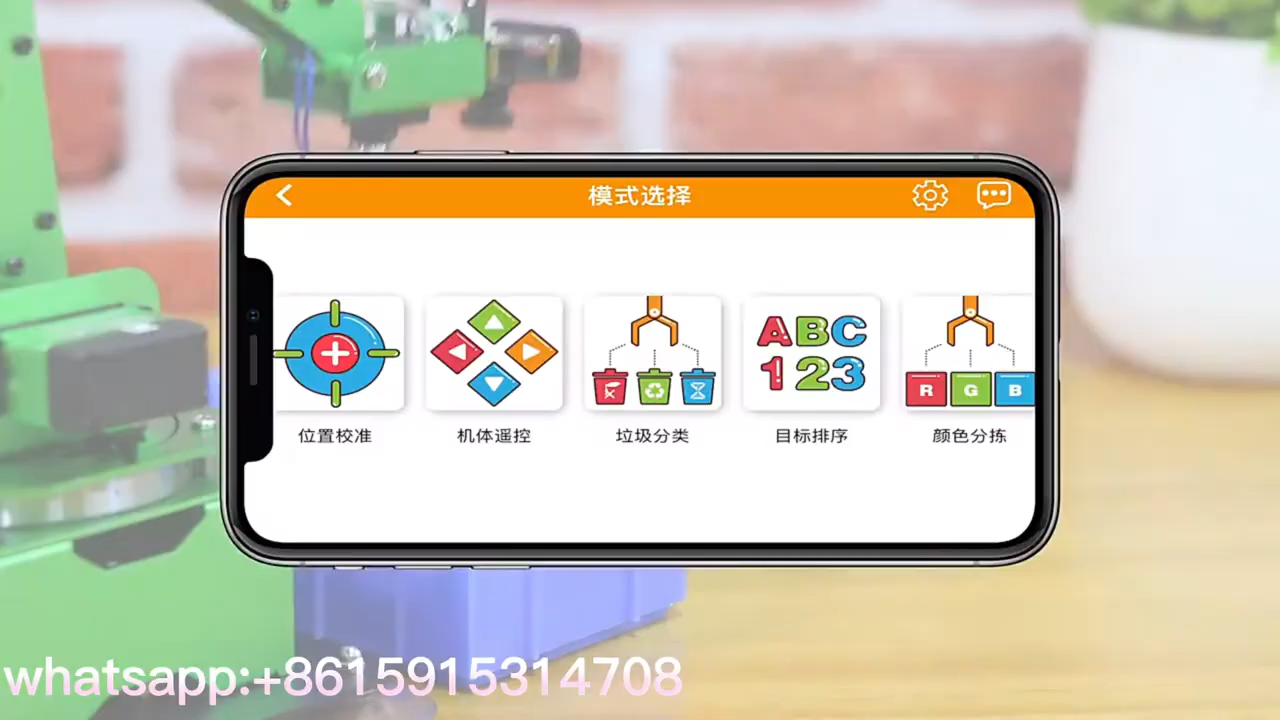 模式选择
ABC
123
R G B
位置校准
机体遥控
垃圾分类
目标排序
颜色分拣
whatsapp:+8615915314708